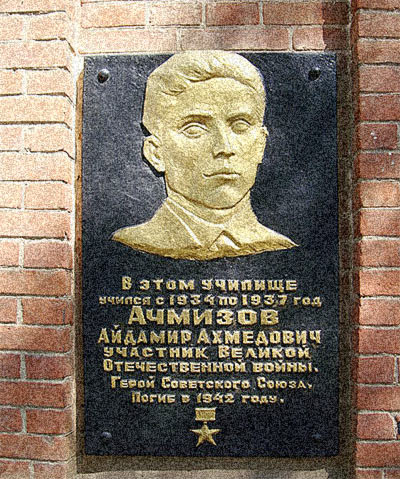 В этом училище
учился с 1934 по 1937 год
Ачмизов
Айдамир Ахмедович
участник Великой
Отечественной войны.
Герой Советского Союза.
Погиб в 1942 году.